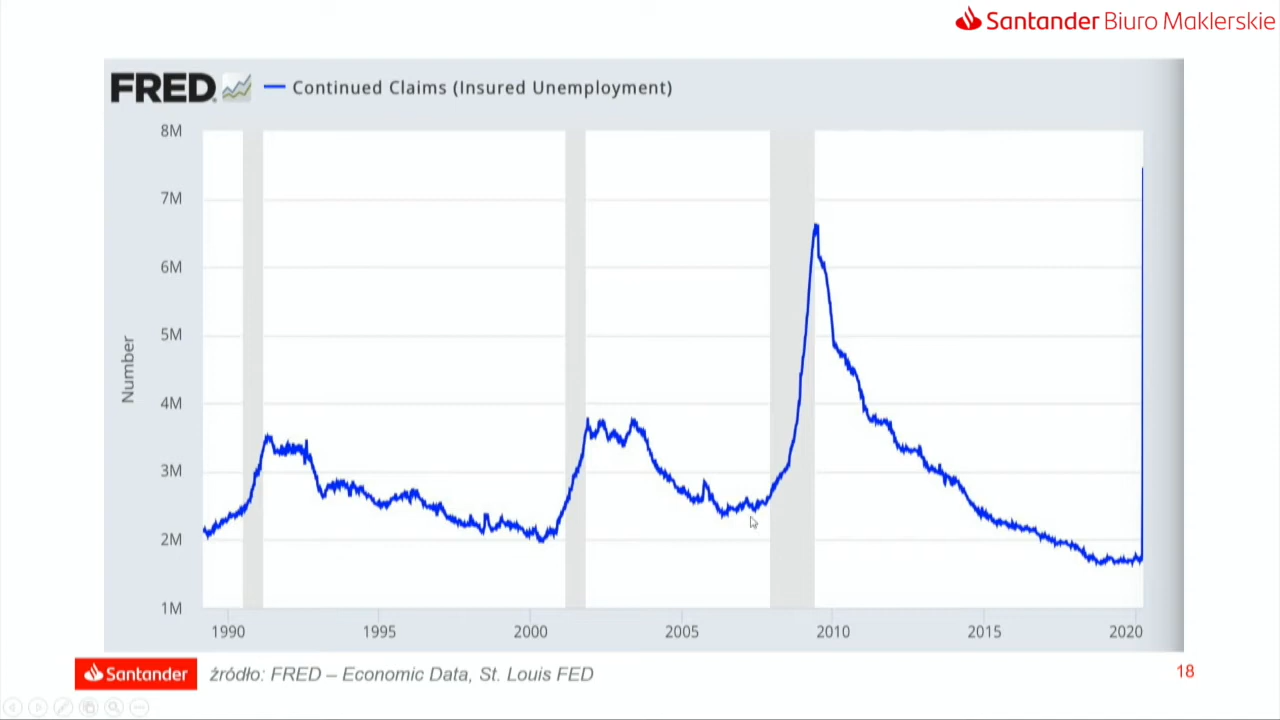 Santander Biuro Maklerskie
FRED Continued Claims (Insured Unemployment)
8M
7M
6M
5M
4M
3M
2M
1M
Number
1990 1995 2000 2005 2010 2015 2020
Santander źródło: FRED – Economic Data, St. Louis FED
18